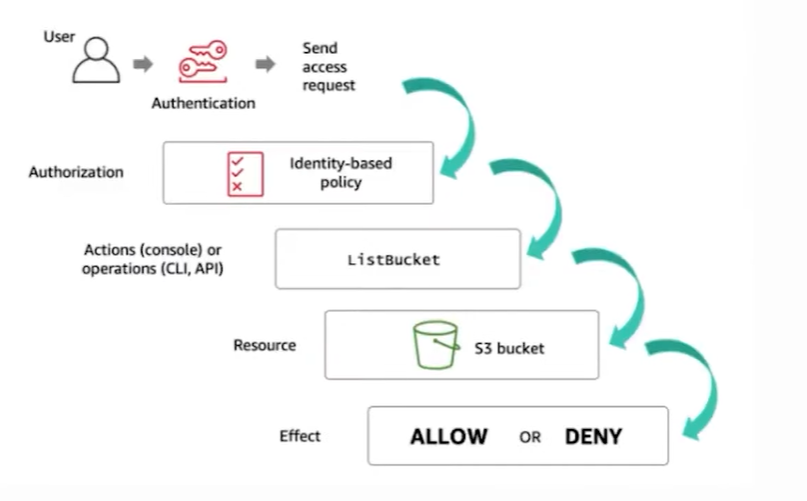 User
Authentication
Send
access
request
Authorization
Identity-based
policy
Actions (console) or
operations (CLI, API)
ListBucket
Resource
S3 bucket
Effect
ALLOW OR DENY